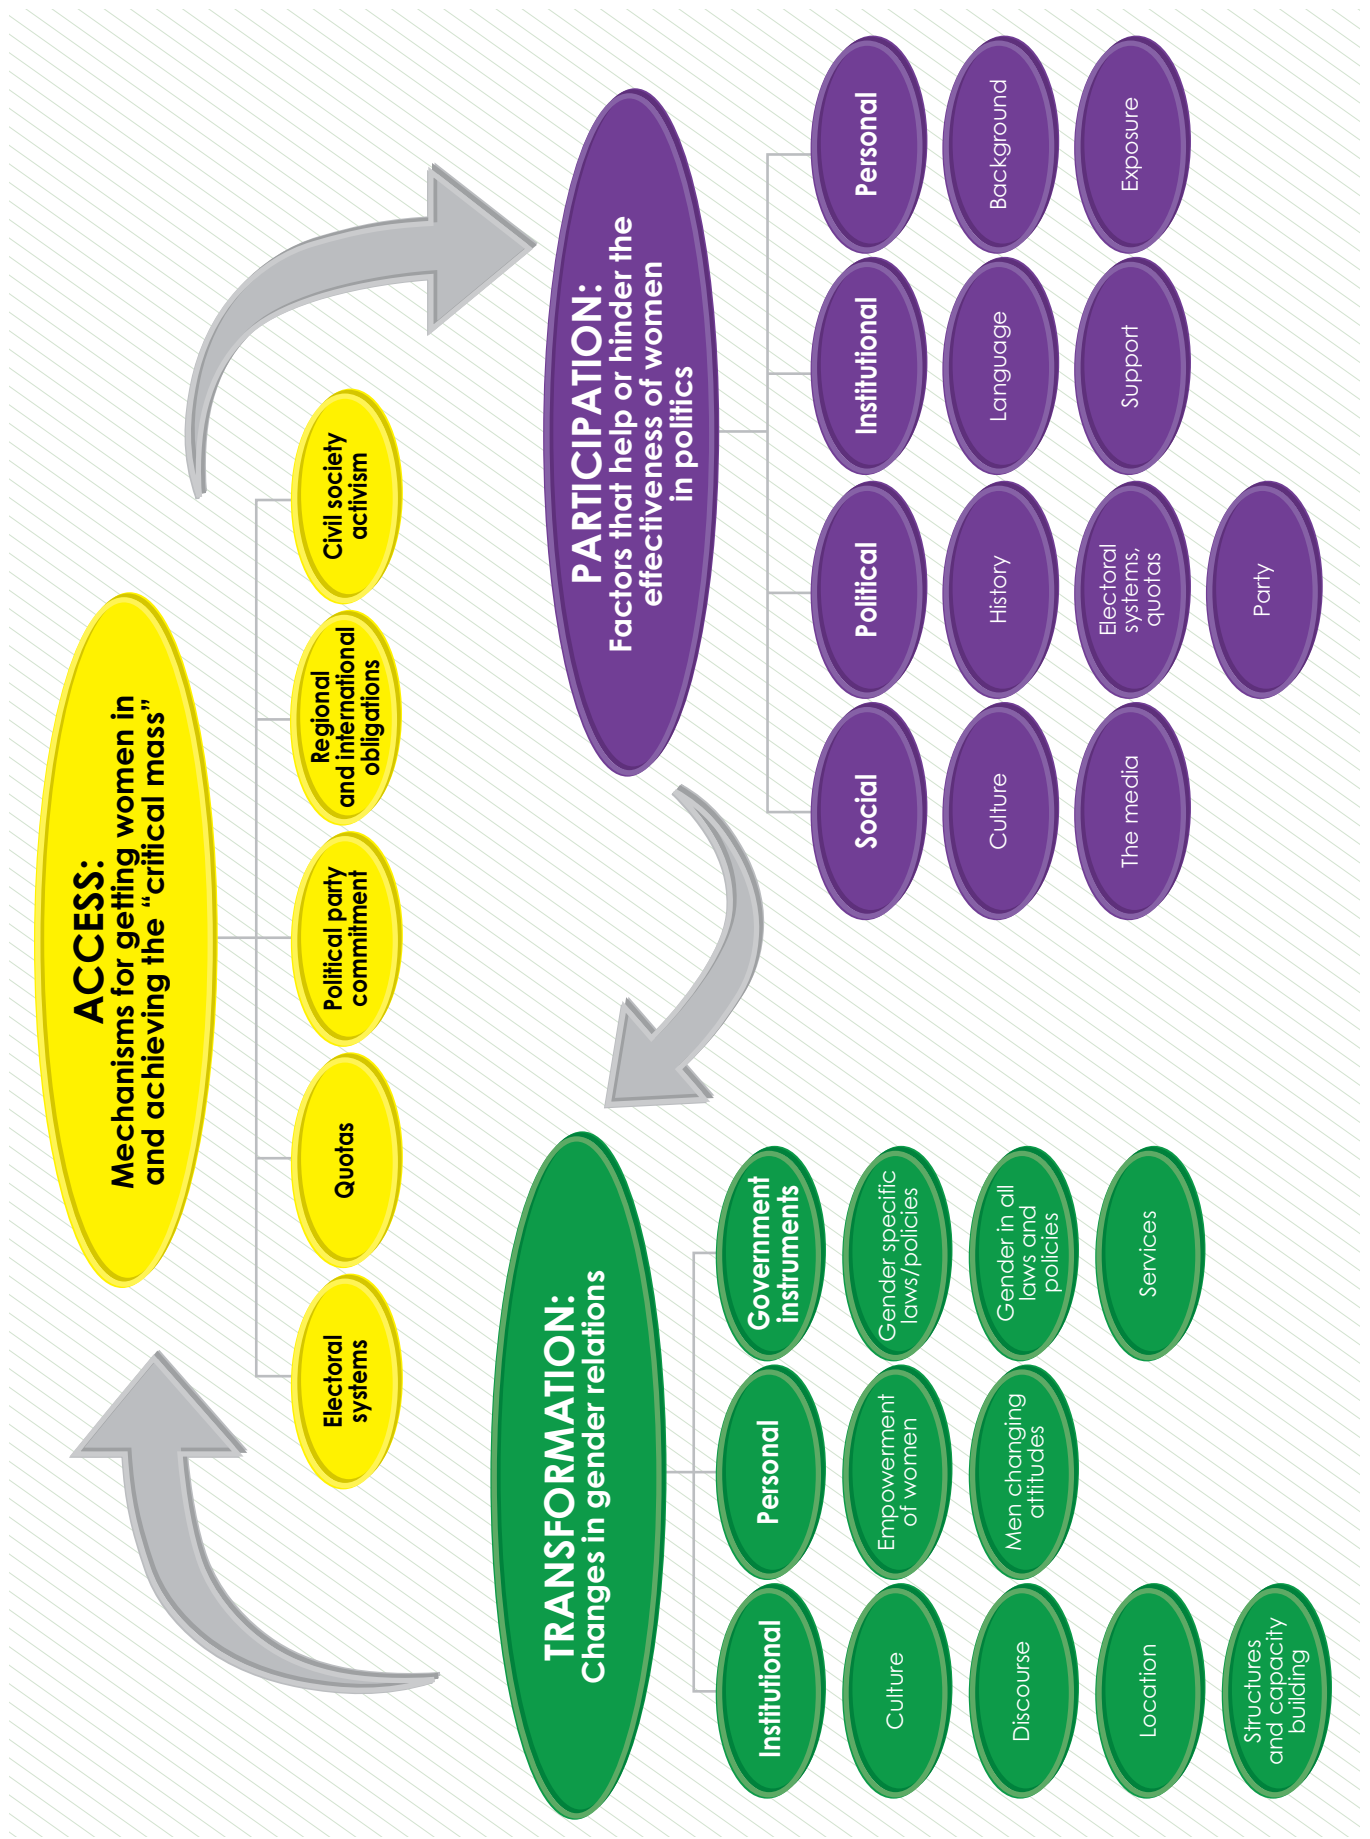 ACCESS:
Mechanisms for getting women in
and achieving the “critical mass”
Electoral
systems
Quotas
Political party
commitment
Regional
and international
obligations
Civil society
activism
PARTICIPATION:
Factors that help or hinder the
effectiveness of women
in politics
Social
Culture
The media
Political
History
Electoral
systems,
quotas
Party
Institutional
Language
Support
Personal
Background
Exposure
TRANSFORMATION:
Changes in gender relations
Institutional
Culture
Discourse
Location
Structures
and capacity
building
Personal
Empowerment
of women
Men changing
attitudes
Government
instruments
Gender specific
laws/policies
Gender in all
laws and
policies
Services